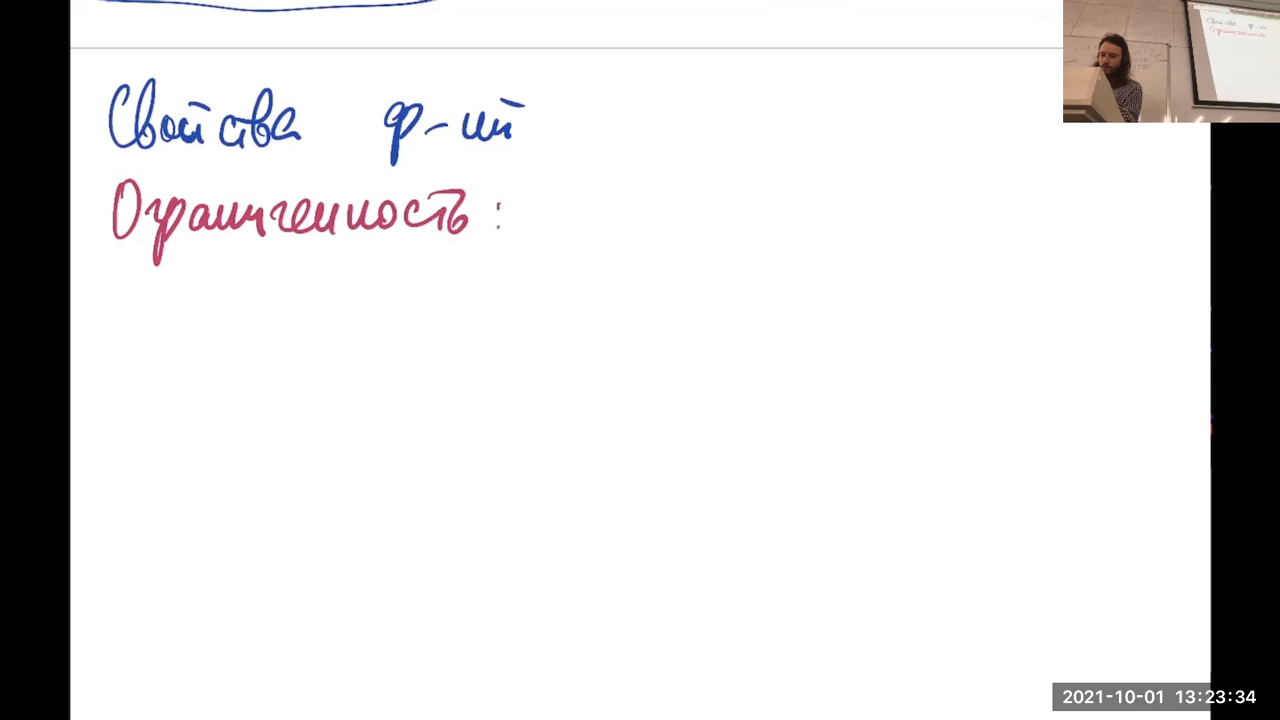 Свойства ф-ий
Ограниченность :
2021-10-01 13:23:34